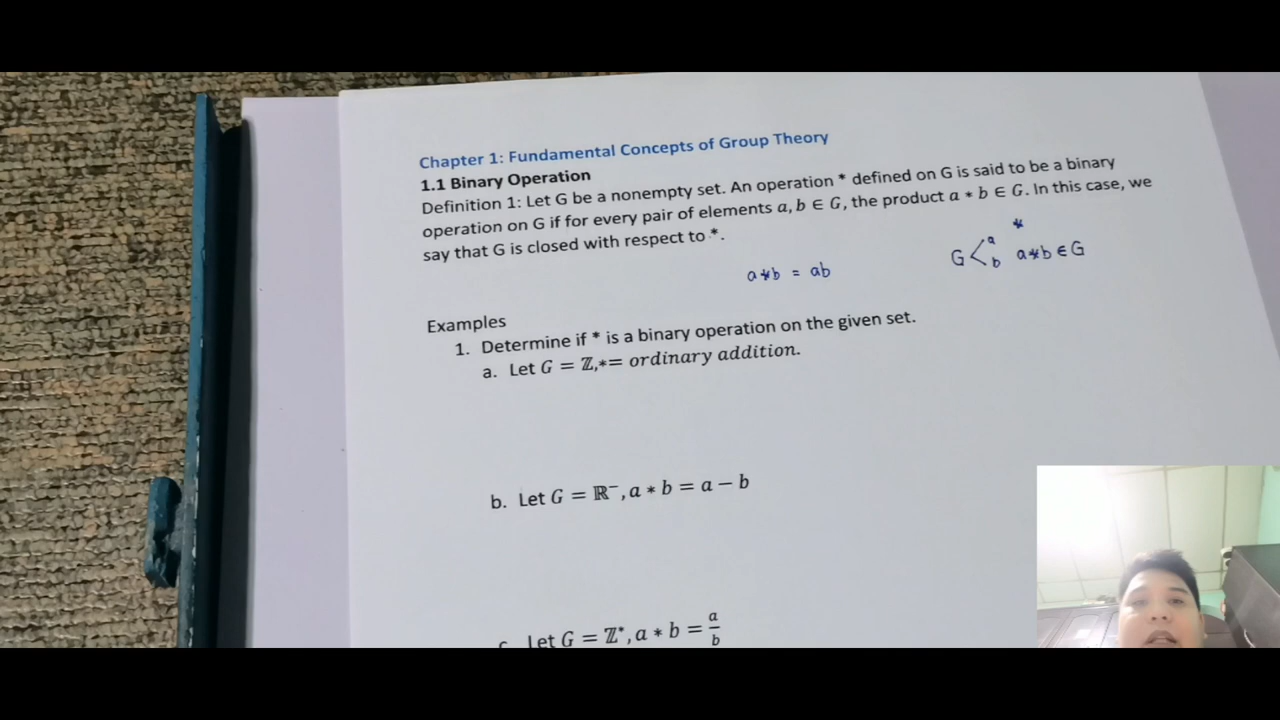 Chapter 1: Fundamental Concepts of Group Theory
1.1 Binary Operation
Definition 1: Let G be a nonempty set. An operation * defined on G is said to be a binary
operation on G if for every pair of elements a, b ∈ G, the product a * b ∈ G. In this case, we
say that G is closed with respect to *.
a*b = ab
*
G < a b a*b ∈ G
Examples
1. Determine if * is a binary operation on the given set.
a. Let G = ℤ,*= ordinary addition.
b. Let G = ℝ⁻, a * b = a − b
c. Let G = ℤ*, a * b = a/b